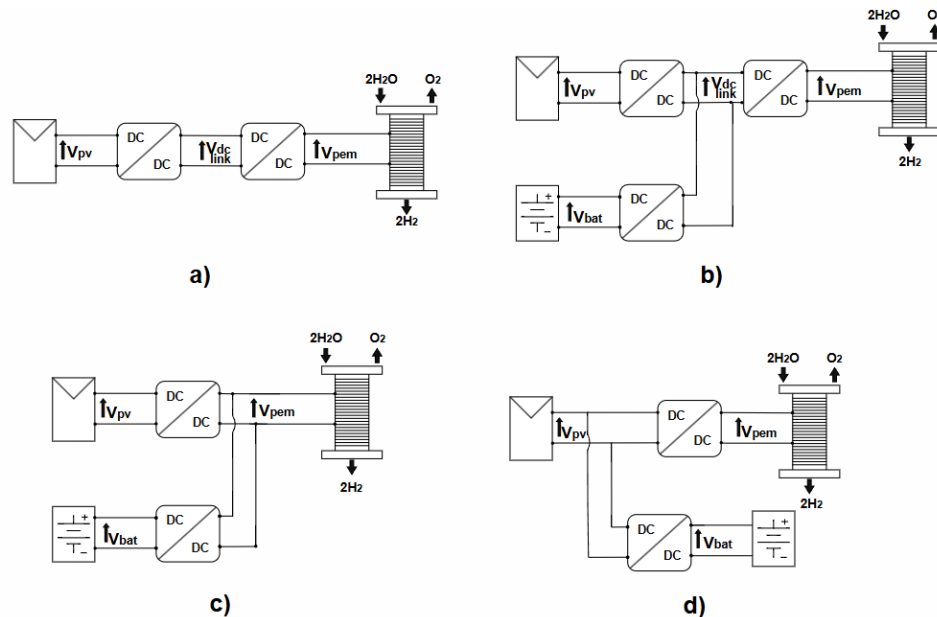 2H2O O2
Vpv
DC
DC
Vdc
link
DC
DC
Vpem
2H2
a)
2H2O O
Vpv
DC
DC
Vdc
link
DC
DC
Vpem
2H2
+
-
Vbat
DC
DC
b)
2H2O O2
Vpv
DC
DC
Vpem
2H2
+
-
Vbat
DC
DC
c)
2H2O O2
Vpv
DC
DC
Vpem
2H2
DC
DC
Vbat
+
-
d)